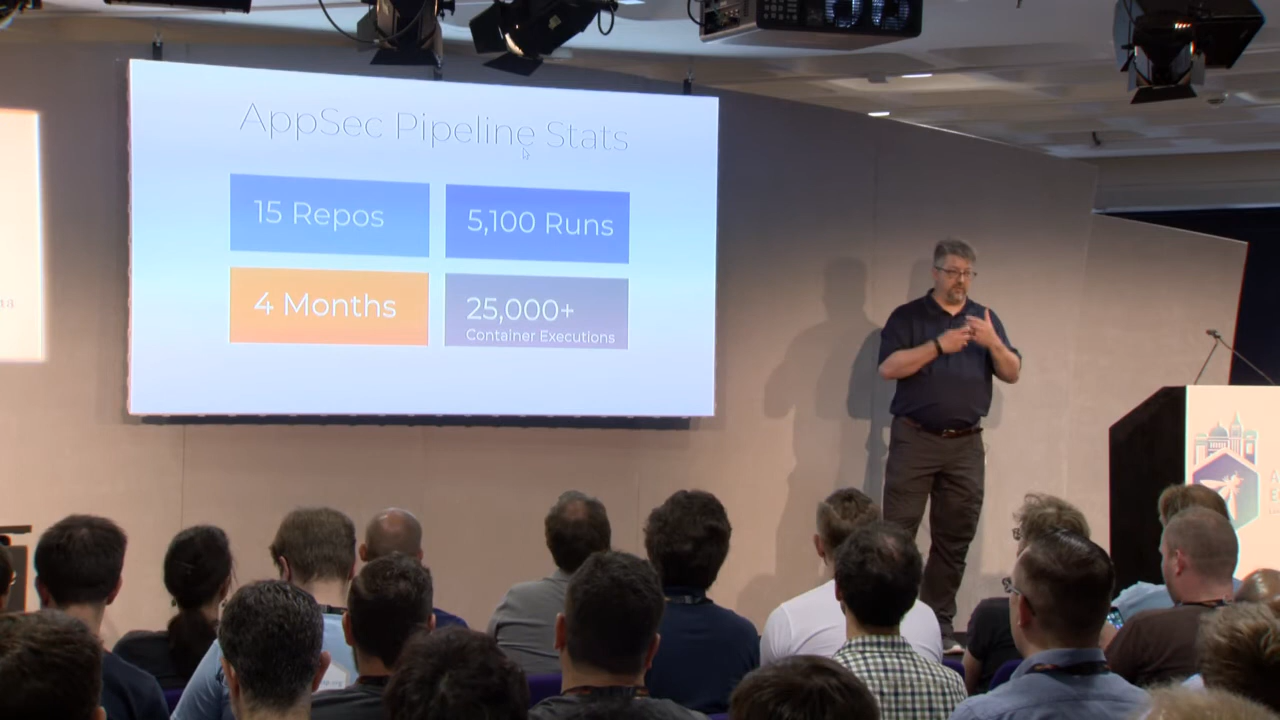 AppSec Pipeline Stats
15 Repos
5,100 Runs
4 Months
25,000+
Container Executions